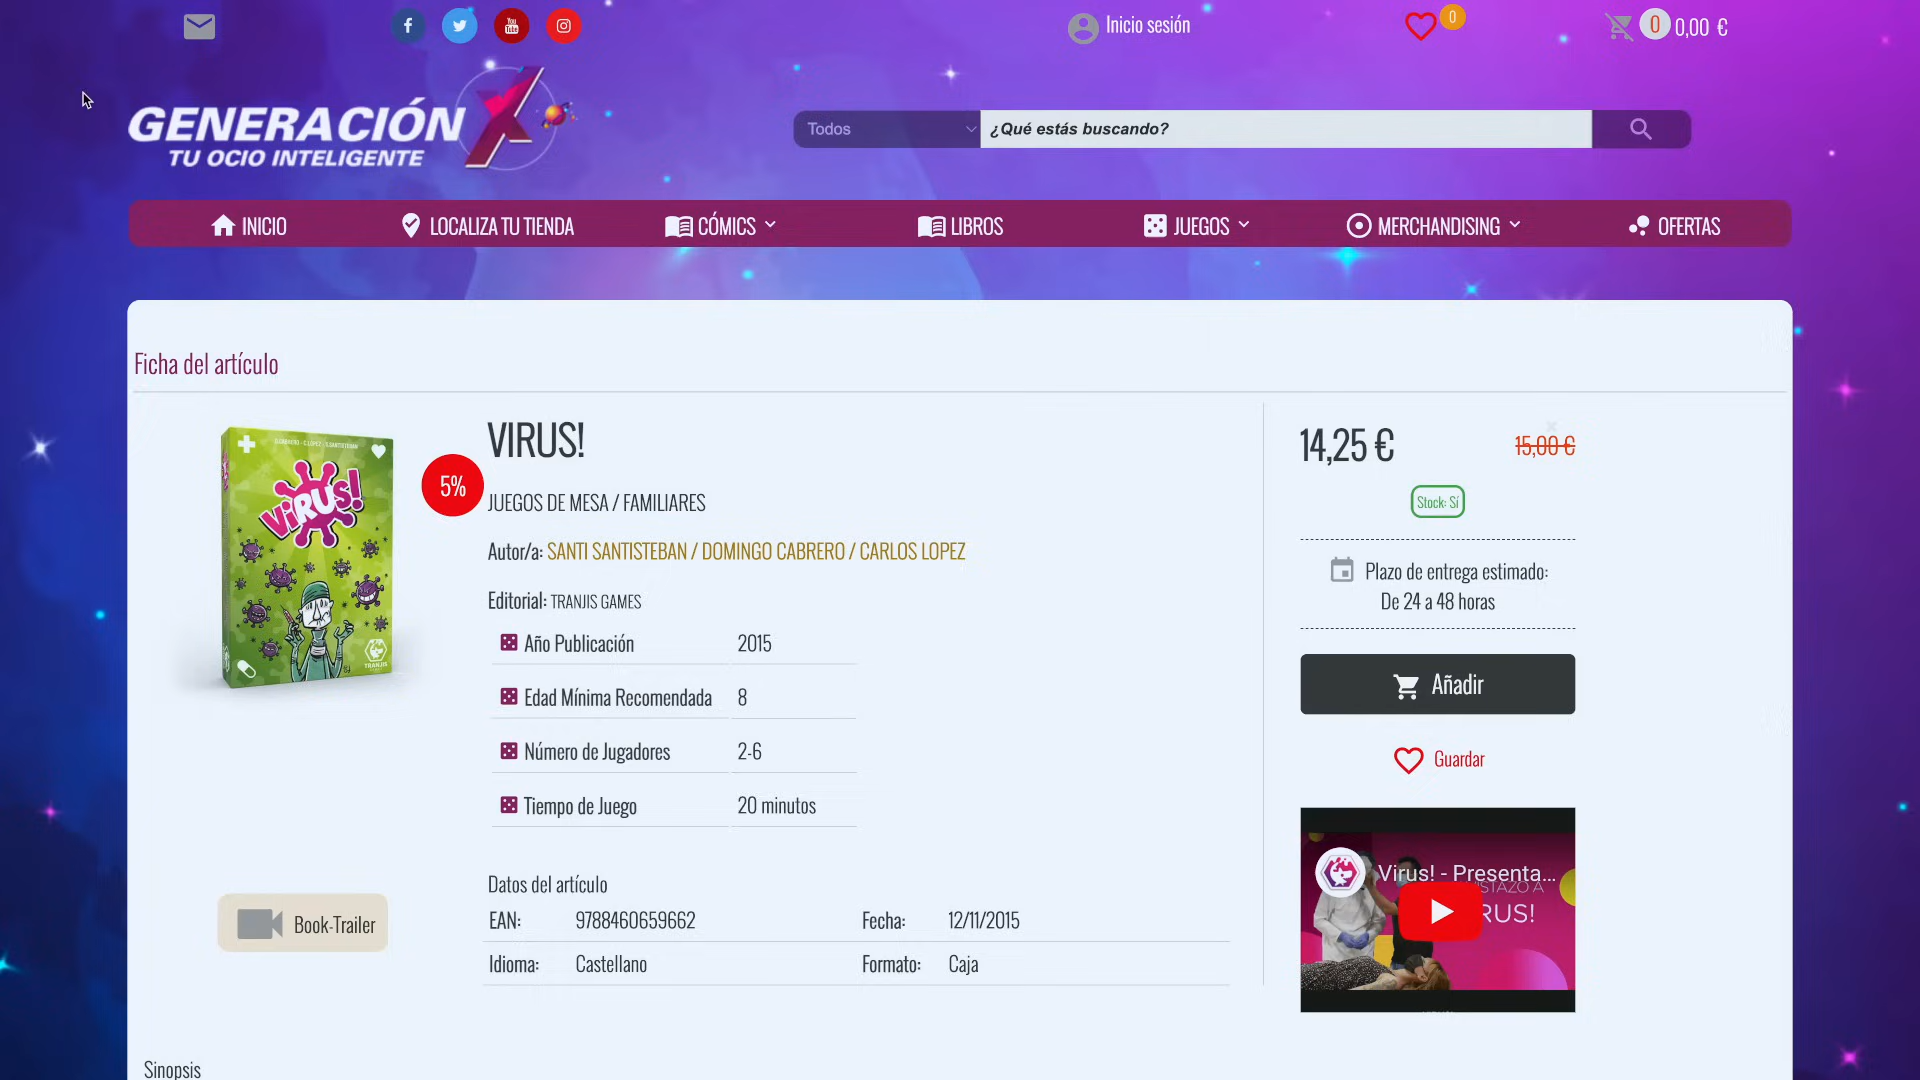 Inicio sesión
0
0
0,00 €
GENERACIÓN X
TU OCIO INTELIGENTE
Todos
¿Qué estás buscando?
INICIO
LOCALIZA TU TIENDA
CÓMICS
LIBROS
JUEGOS
MERCHANDISING
OFERTAS
Ficha del artículo
VIRUS!
TRANJIS
5%
VIRUS!
JUEGOS DE MESA / FAMILIARES
Autor/a: SANTI SANTISTEBAN / DOMINGO CABRERO / CARLOS LOPEZ
Editorial: TRANJIS GAMES
Año Publicación 2015
Edad Mínima Recomendada 8
Número de Jugadores 2-6
Tiempo de Juego 20 minutos
Book-Trailer
Datos del artículo
EAN: 9788460659662 Fecha: 12/11/2015
Idioma: Castellano Formato: Caja
14,25 € 15,00 €
Stock: Sí
Plazo de entrega estimado:
De 24 a 48 horas
Añadir
Guardar
Virus! - Presenta...
Sinopsis